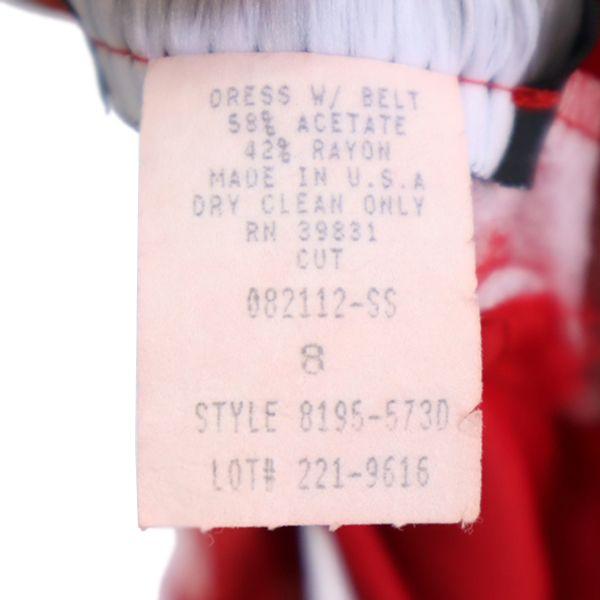 DRESS W/ BELT
58% ACETATE
42% RAYON
MADE IN U.S.A
DRY CLEAN ONLY
RN 39831
CUT
082112-SS
8
STYLE 8195-573D
LOT# 221-9616